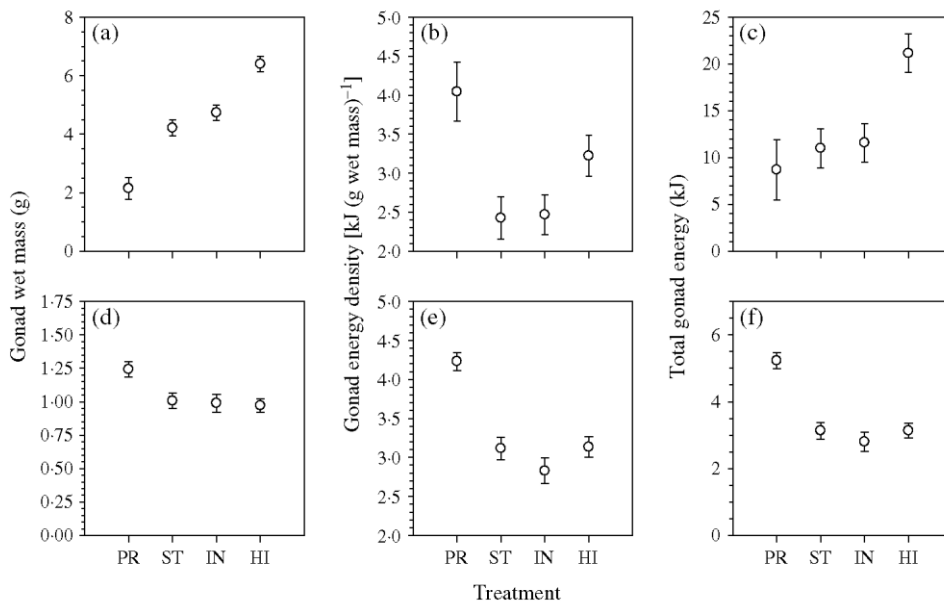 Gonad wet mass (g)
(a)
8
6
4
2
0
Gonad energy density [kJ (g wet mass)⁻¹]
(b)
5·0
4·5
4·0
3·5
3·0
2·5
2·0
Total gonad energy (kJ)
(c)
25
20
15
10
5
0
(d)
1·75
1·50
1·25
1·00
0·75
0·50
0·25
0·00
PR ST IN HI
(e)
5·0
4·5
4·0
3·5
3·0
2·5
2·0
PR ST IN HI
(f)
6
4
2
0
PR ST IN HI
Treatment